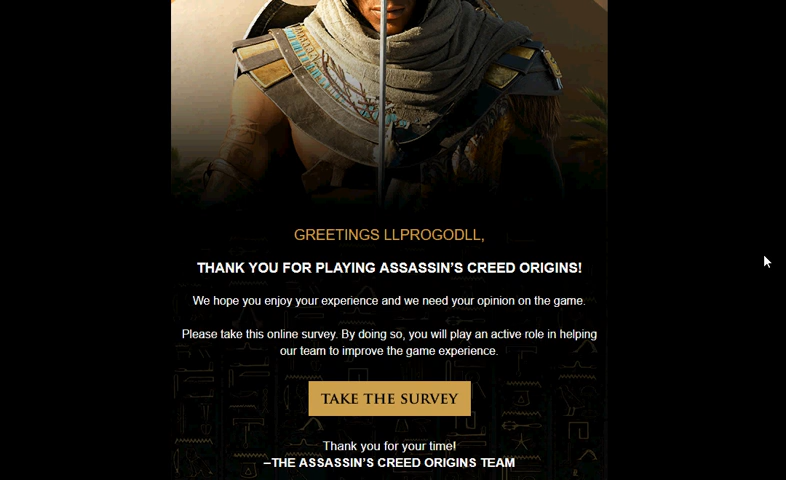 GREETINGS LLPROGODLL,
THANK YOU FOR PLAYING ASSASSIN'S CREED ORIGINS!
We hope you enjoy your experience and we need your opinion on the game.
Please take this online survey. By doing so, you will play an active role in helping
our team to improve the game experience.
TAKE THE SURVEY
Thank you for your time!
–THE ASSASSIN'S CREED ORIGINS TEAM